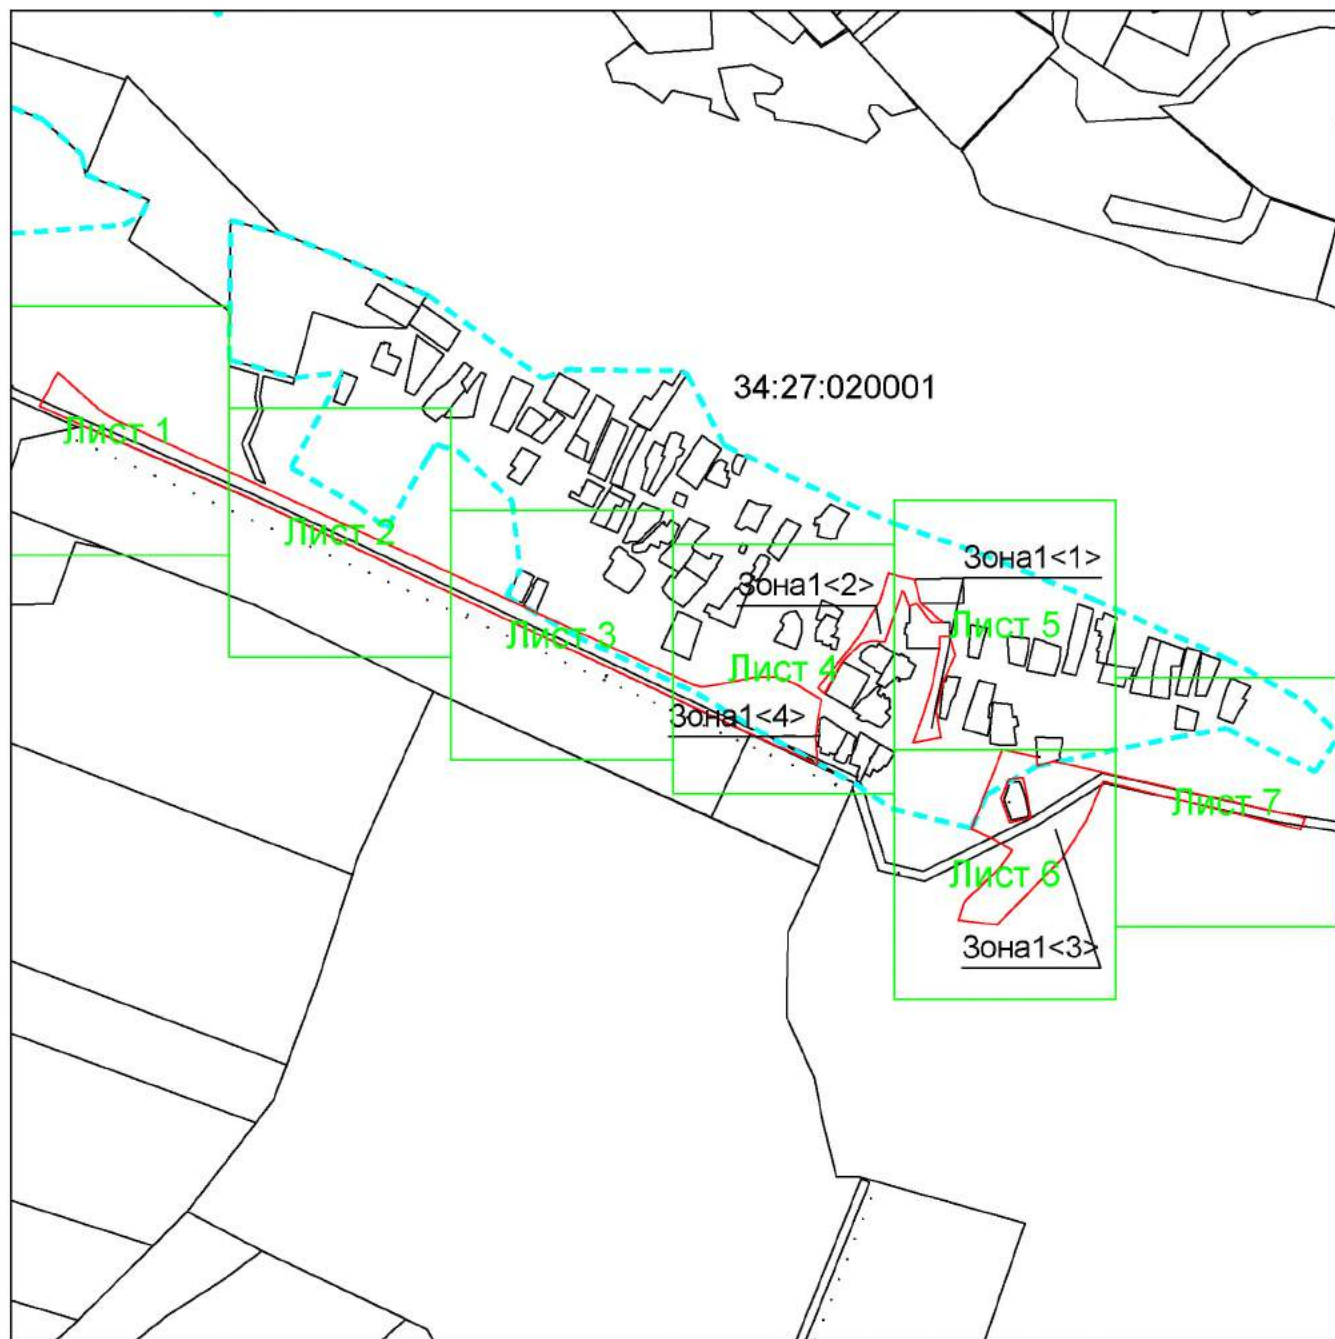 34:27:020001
Лист 1
Лист 2
Зона1<1>
Зона1<2>
Лист 5
Лист 3
Лист 4
Зона1<4>
Лист 7
Лист 6
Зона1<3>